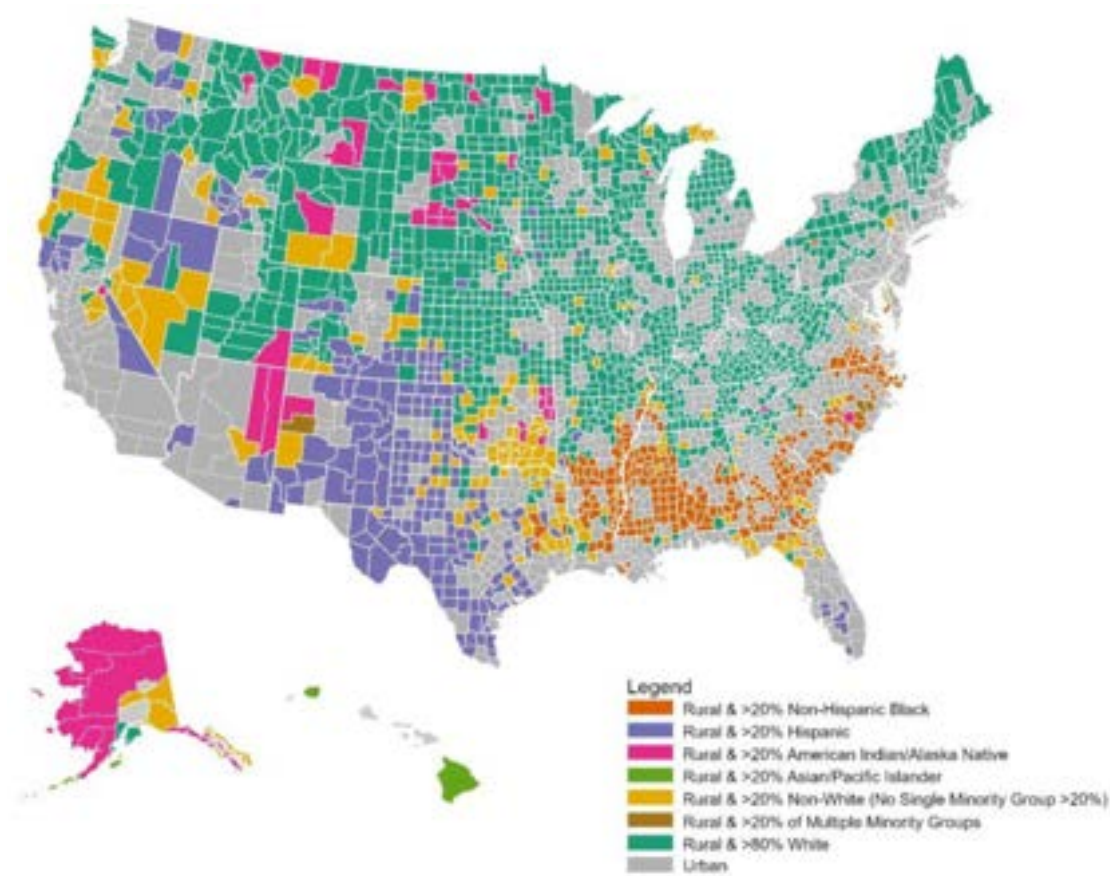 Legend
Rural & >20% Non-Hispanic Black
Rural & >20% Hispanic
Rural & >20% American Indian/Alaska Native
Rural & >20% Asian/Pacific Islander
Rural & >20% Non-White (No Single Minority Group >20%)
Rural & >20% of Multiple Minority Groups
Rural & >80% White
Urban